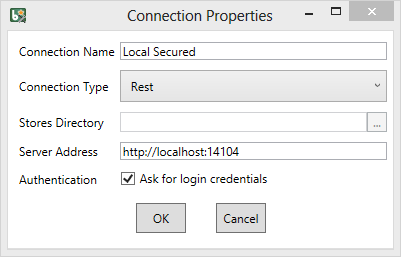 Connection Properties
Connection Name Local Secured
Connection Type Rest
Stores Directory ...
Server Address http://localhost:14104
Authentication Ask for login credentials
OK Cancel